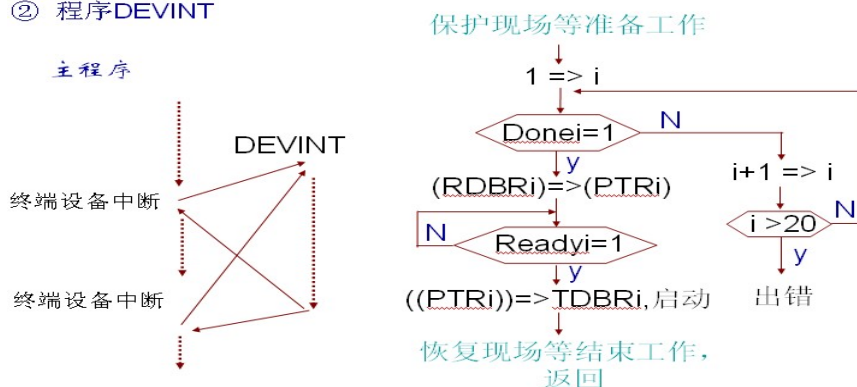 ② 程序DEVINT
主程序
DEVINT
终端设备中断
终端设备中断
保护现场等准备工作
1 => i
Donei=1
N
y
i+1 => i
(RDBRi)=>(PTRi)
i >20
N
N
Readyi=1
y
y
((PTRi))=>TDBRi,启动
出错
恢复现场等结束工作，
返回